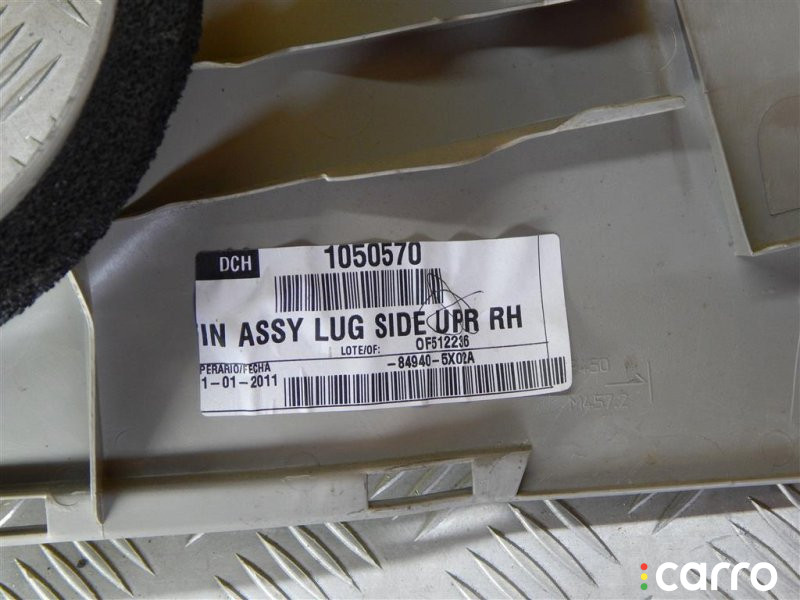 DCH 1050570
IN ASSY LUG SIDE UPR RH
LOTE/OF: OF512236
PERARIO/FECHA -84940-5X02A
1-01-2011
carro